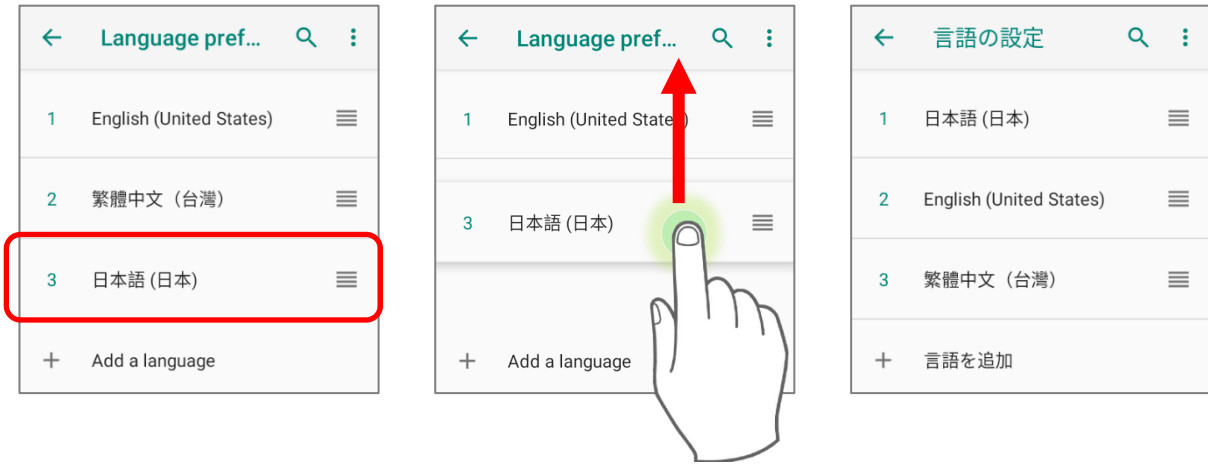 Language pref...
1 English (United States)
2 繁體中文（台灣）
3 日本語 (日本)
+ Add a language
Language pref...
1 English (United State)
3 日本語 (日本)
+ Add a language
言語の設定
1 日本語 (日本)
2 English (United States)
3 繁體中文（台灣）
+ 言語を追加